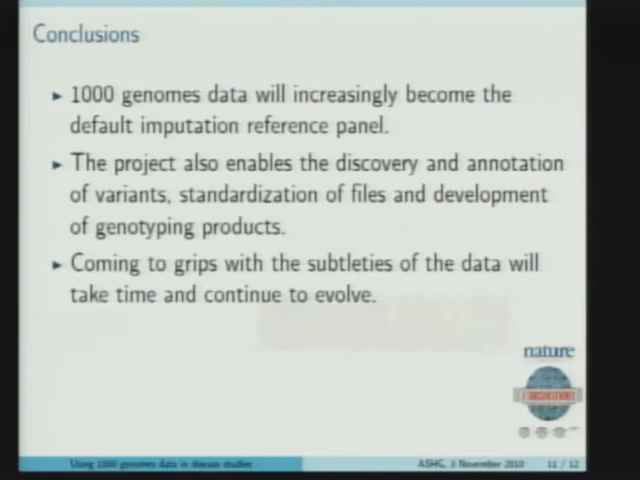 Conclusions
1000 genomes data will increasingly become the
default imputation reference panel.
The project also enables the discovery and annotation
of variants, standardization of files and development
of genotyping products.
Coming to grips with the subtleties of the data will
take time and continue to evolve.
nature
Using 1000 genomes data in disease studies
ASHG, 3 November 2010 11 / 12